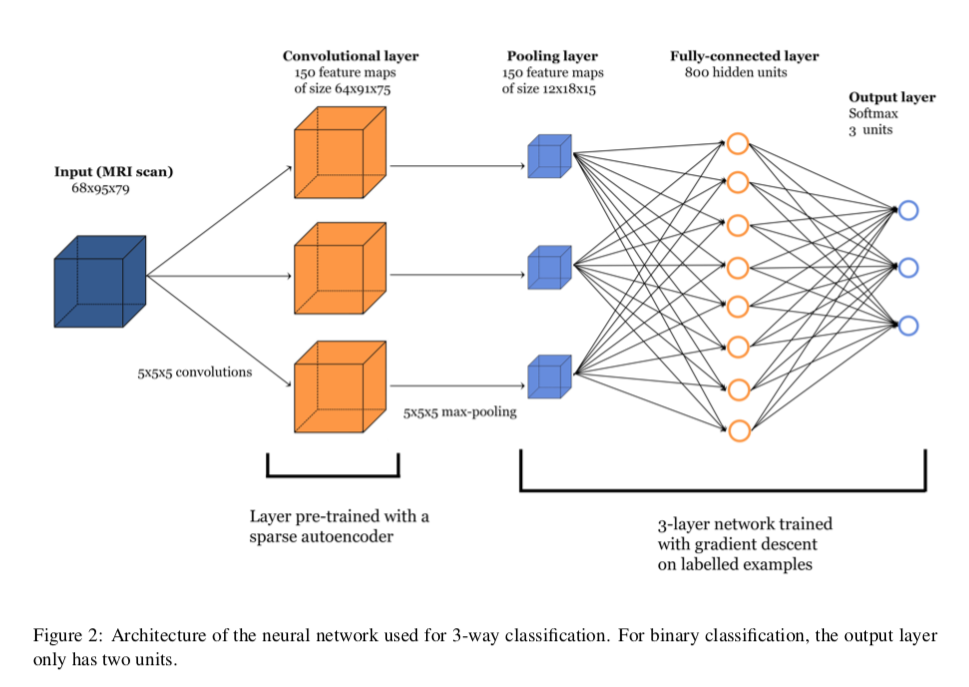 Convolutional layer
150 feature maps
of size 64x91x75
Pooling layer
150 feature maps
of size 12x18x15
Fully-connected layer
800 hidden units
Output layer
Softmax
3 units
Input (MRI scan)
68x95x79
5x5x5 convolutions
5x5x5 max-pooling
Layer pre-trained with a
sparse autoencoder
3-layer network trained
with gradient descent
on labelled examples
Figure 2: Architecture of the neural network used for 3-way classification. For binary classification, the output layer
only has two units.